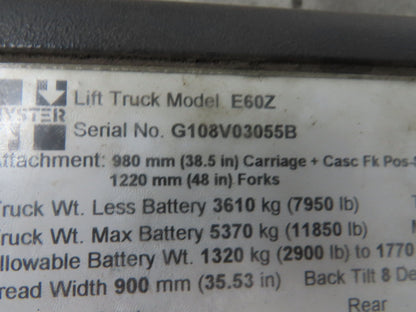 Lift Truck Model E60Z
YSTER
Serial No. G108V03055B
ttachment: 980 mm (38.5 in) Carriage + Casc Fk Pos-S
1220 mm (48 in) Forks
ruck Wt. Less Battery 3610 kg (7950 lb)
ruck Wt. Max Battery 5370 kg (11850 lb)
llowable Battery Wt. 1320 kg (2900 lb) to 1770
read Width 900 mm (35.53 in) Back Tilt 8 De
Rear